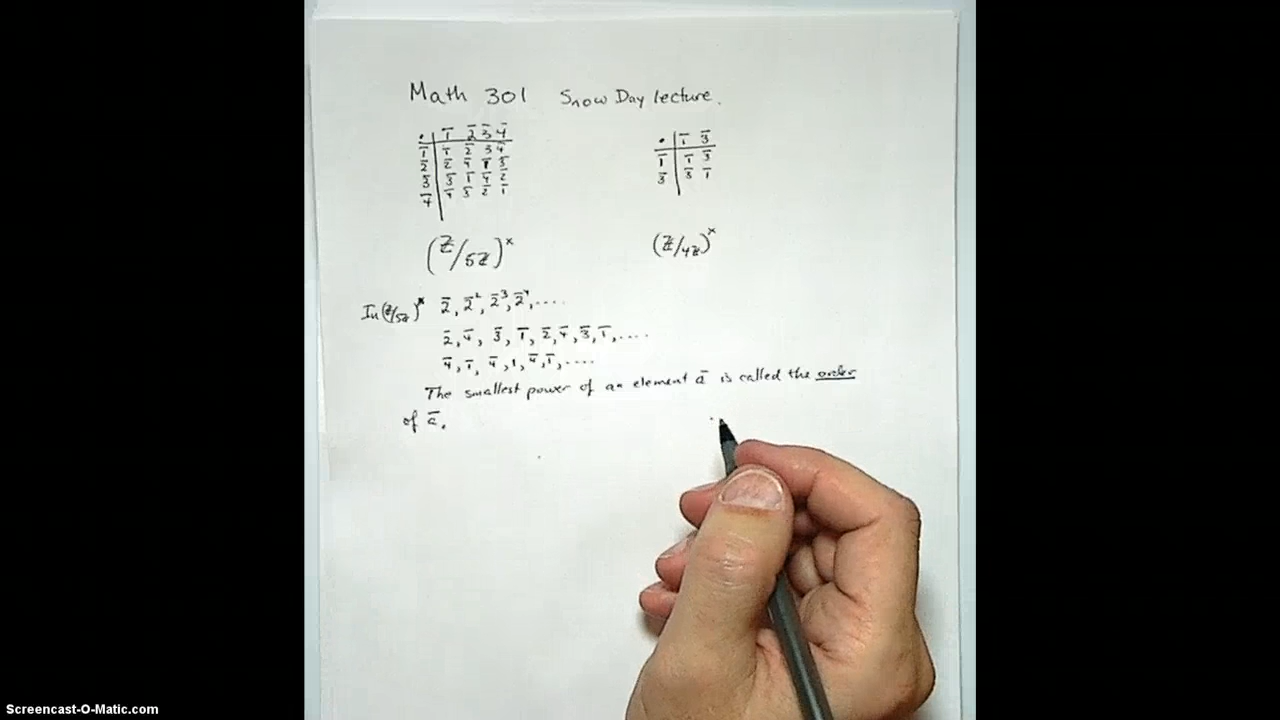 Math 301 Snow Day lecture.
· | 1̄ 2̄ 3̄ 4̄
1̄ | 1̄ 2̄ 3 4̄
2̄ | 2̄ 4̄ 1̄ 3̄
3̄ | 3̄ 1̄ 4̄ 2̄
4̄ | 4̄ 3̄ 2̄ 1̄
· | 1̄ 3̄
1̄ | 1̄ 3̄
3̄ | 3̄ 1̄
(ℤ/5ℤ)ˣ
(ℤ/4ℤ)ˣ
In (ℤ/5ℤ)ˣ 2̄, 2̄², 2̄³, 2̄⁴, ....
2̄, 4̄, 3̄, 1̄, 2̄, 4̄, 3̄, 1̄, ....
4̄, 1̄, 4̄, 1, 4̄, 1̄, ....
The smallest power of an element ā is called the order
of ā.
Screencast-O-Matic.com